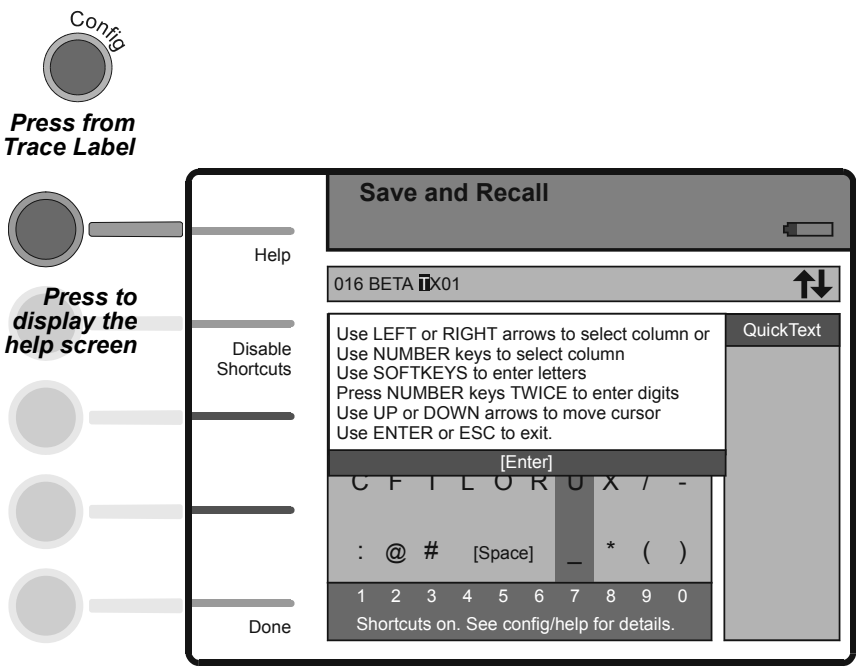 Config
Press from
Trace Label
Save and Recall
Help
016 BETA TX01
Press to
display the
help screen
Disable
Shortcuts
Use LEFT or RIGHT arrows to select column or
Use NUMBER keys to select column
Use SOFTKEYS to enter letters
Press NUMBER keys TWICE to enter digits
Use UP or DOWN arrows to move cursor
Use ENTER or ESC to exit.
[Enter]
QuickText
C F I L O R U X / -
: @ # [Space] _ * ( )
1 2 3 4 5 6 7 8 9 0
Shortcuts on. See config/help for details.
Done